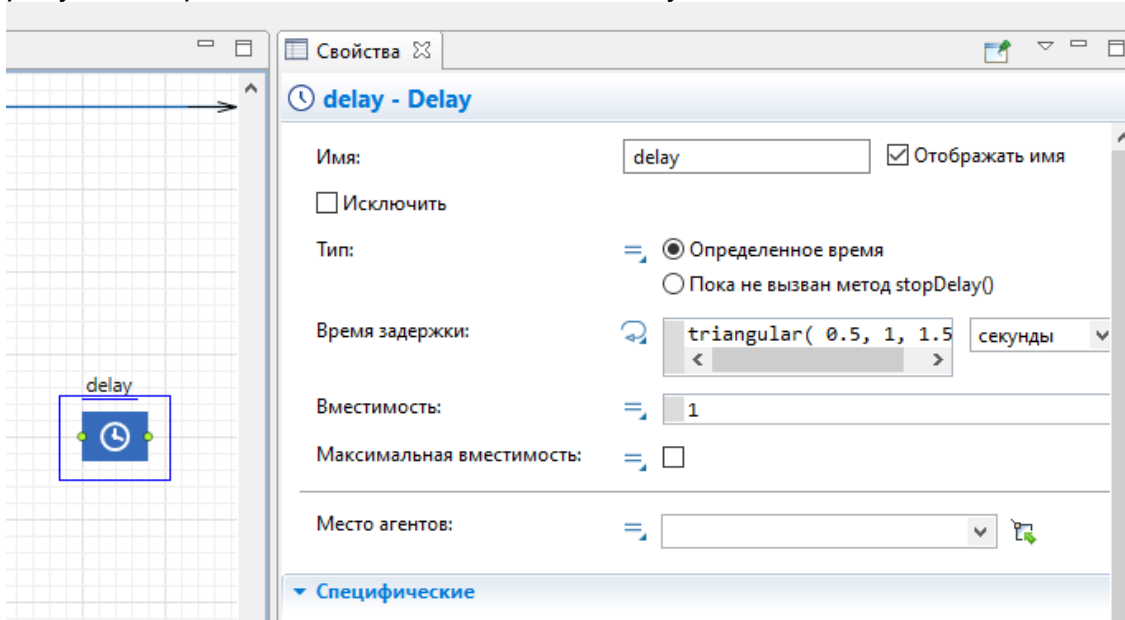 Свойства
delay - Delay
Имя:
delay
Отображать имя
Исключить
Тип:
Определенное время
Пока не вызван метод stopDelay()
Время задержки:
triangular( 0.5, 1, 1.5
секунды
delay
Вместимость:
1
Максимальная вместимость:
Место агентов:
Специфические